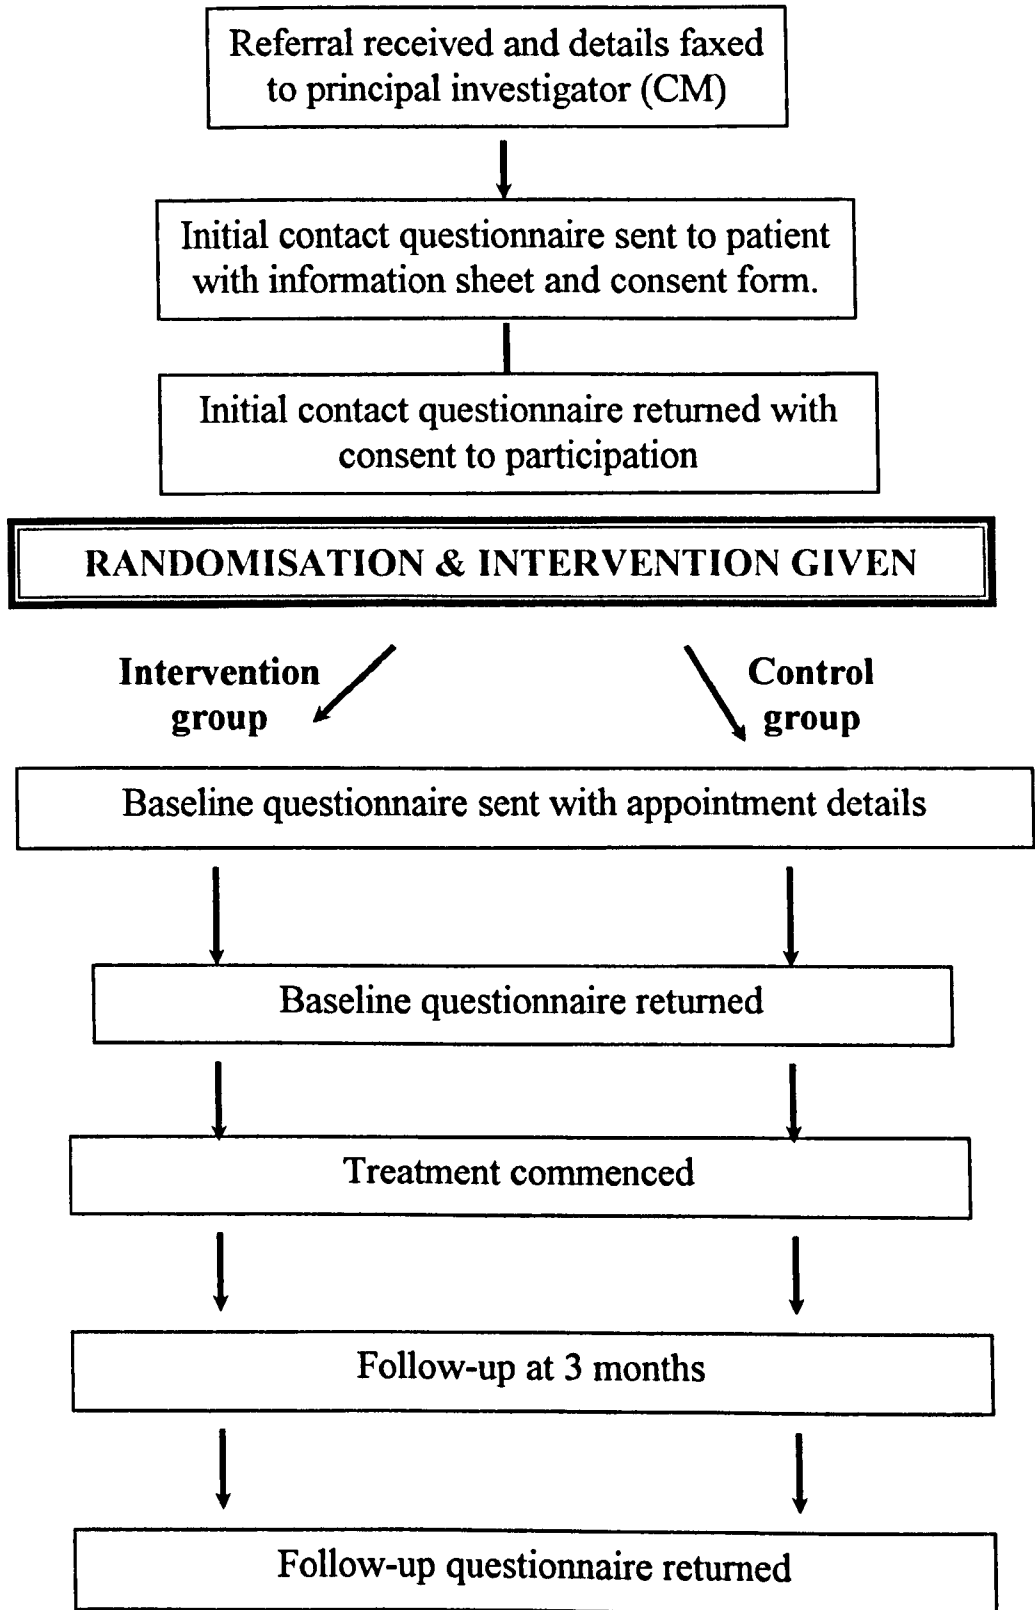 Referral received and details faxed
to principal investigator (CM)
Initial contact questionnaire sent to patient
with information sheet and consent form.
Initial contact questionnaire returned with
consent to participation
RANDOMISATION & INTERVENTION GIVEN
Intervention
group
Control
group
Baseline questionnaire sent with appointment details
Baseline questionnaire returned
Treatment commenced
Follow-up at 3 months
Follow-up questionnaire returned